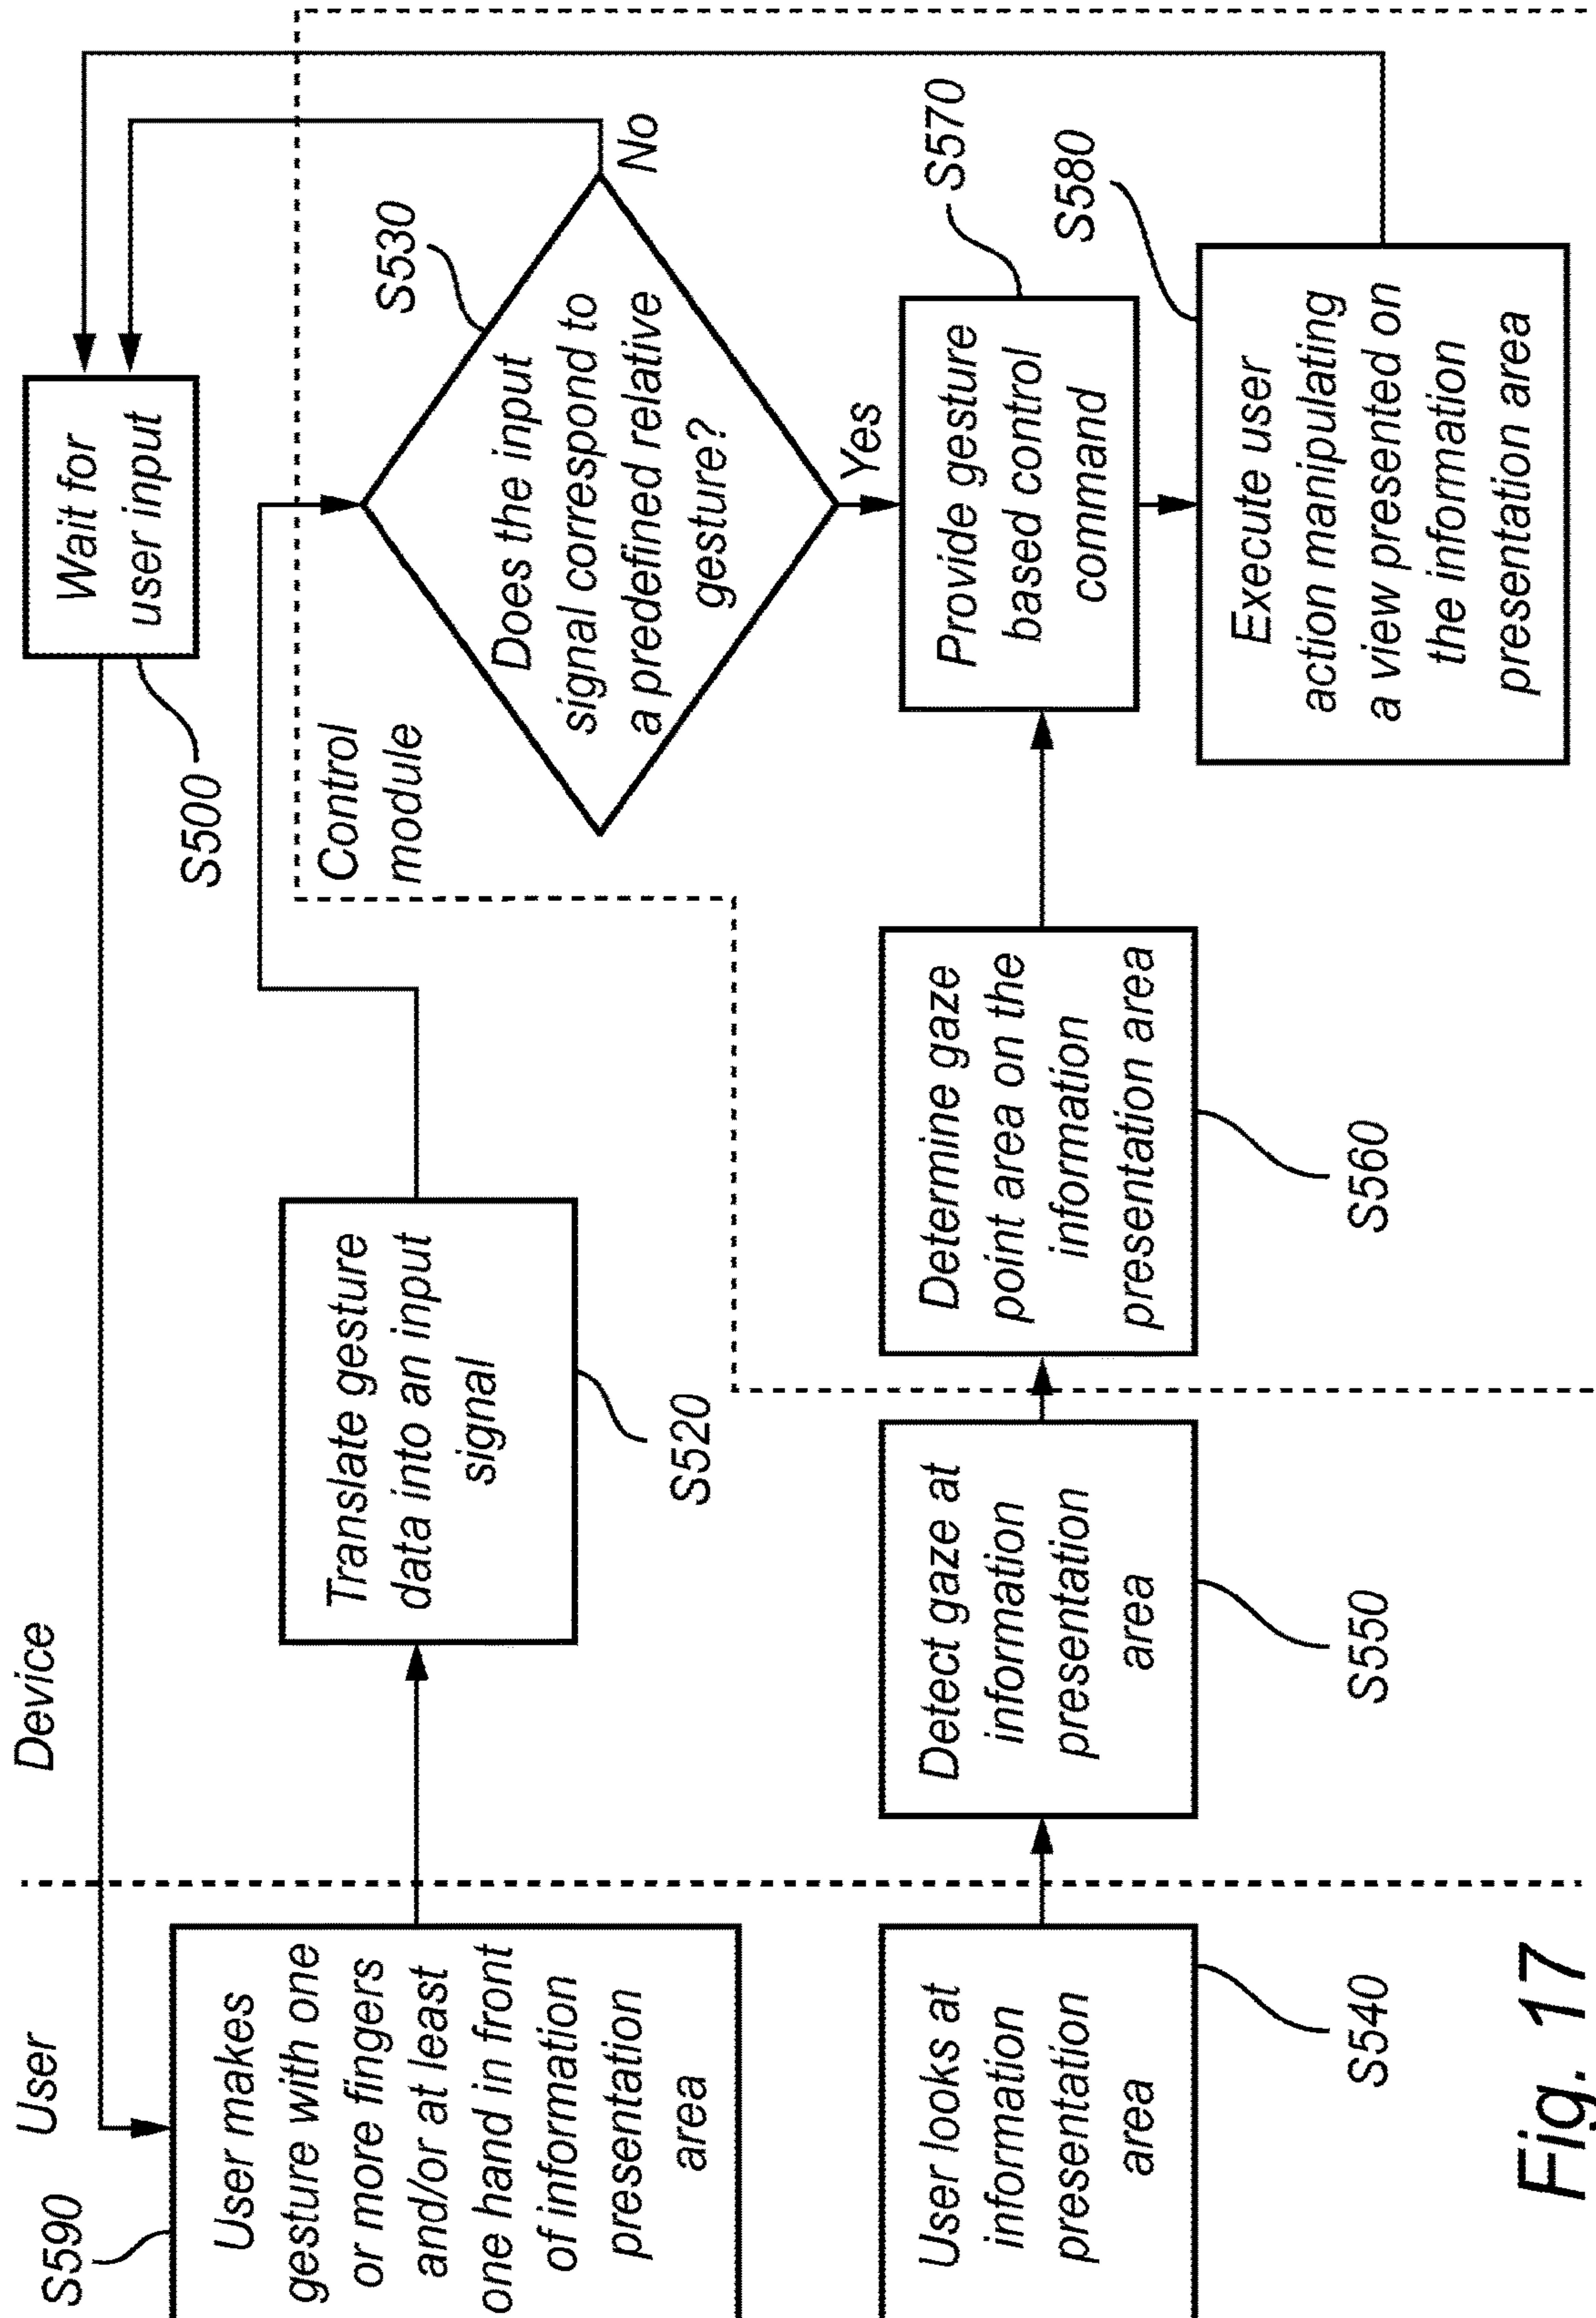 User
Device
S590
User makes
gesture with one
or more fingers
and/or at least
one hand in front
of information
presentation
area
Translate gesture
data into an input
signal
S520
Wait for
user input
S500
Control
module
Does the input
signal correspond to
a predefined relative
gesture?
S530
No
Yes
User looks at
information
presentation
area
S540
Detect gaze at
information
presentation
area
S550
Determine gaze
point area on the
information
presentation area
S560
Provide gesture
based control
command
S570
Execute user
action manipulating
a view presented on
the information
presentation area
S580
Fig. 17